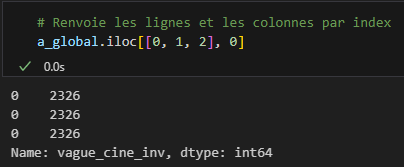 # Renvoie les lignes et les colonnes par index
a_global.iloc[[0, 1, 2], 0]
✓ 0.0s
0    2326
0    2326
0    2326
Name: vague_cine_inv, dtype: int64